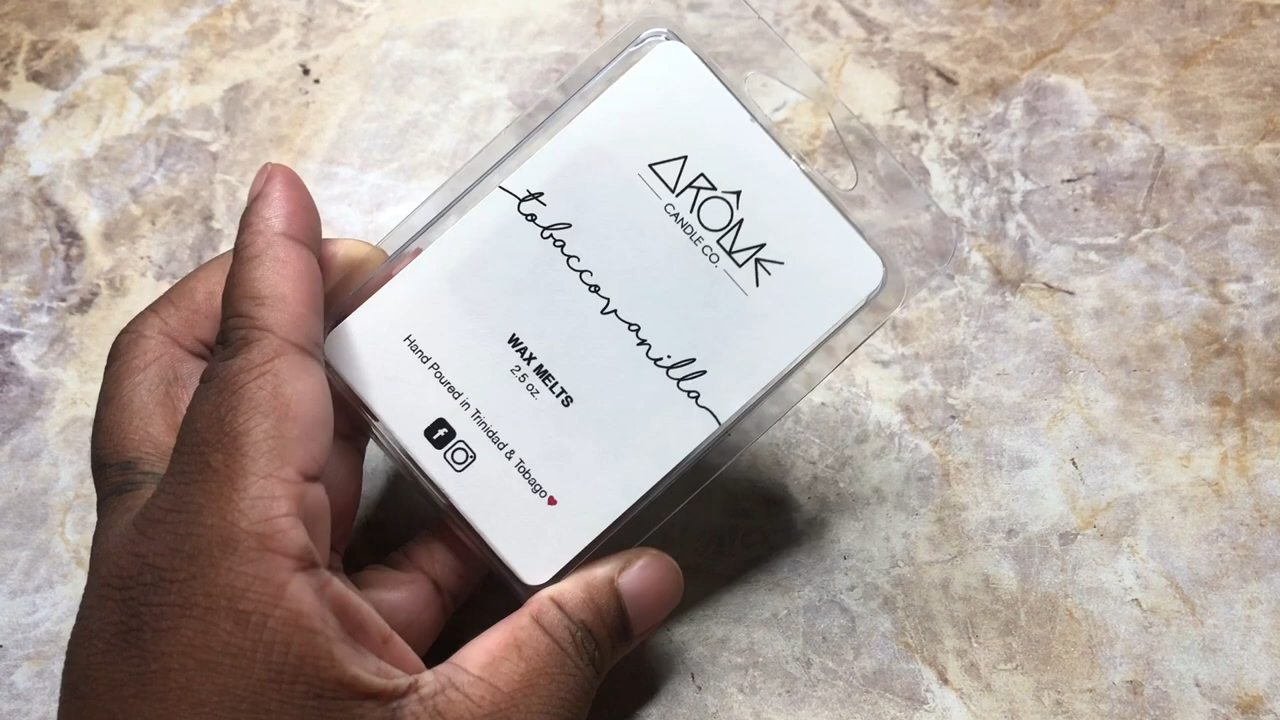 ARÔME
CANDLE CO.
tobaccovanilla
WAX MELTS
2.5 oz.
Hand Poured in Trinidad & Tobago❤